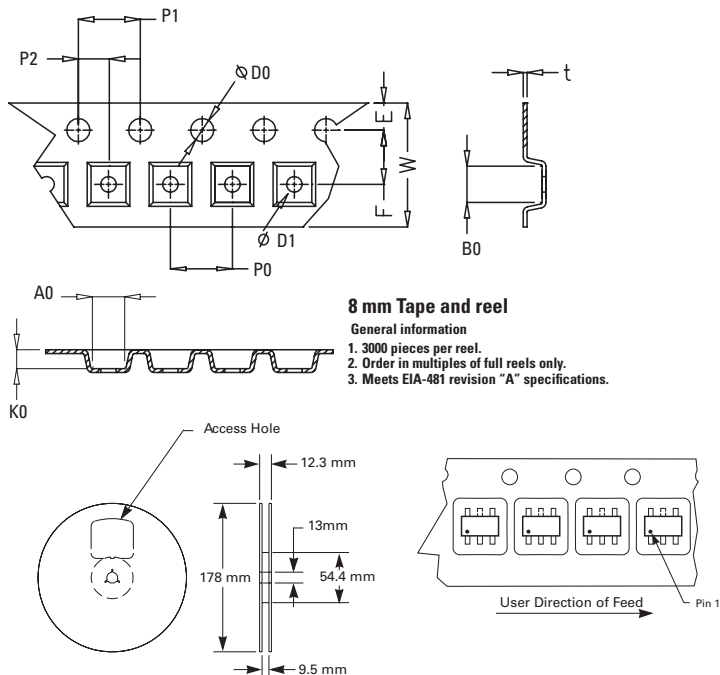 P1
P2
Ø D0
t
E
W
F
B0
Ø D1
P0
A0
K0
8 mm Tape and reel
General information
1. 3000 pieces per reel.
2. Order in multiples of full reels only.
3. Meets EIA-481 revision “A” specifications.
Access Hole
12.3 mm
13mm
178 mm
54.4 mm
9.5 mm
User Direction of Feed
Pin 1